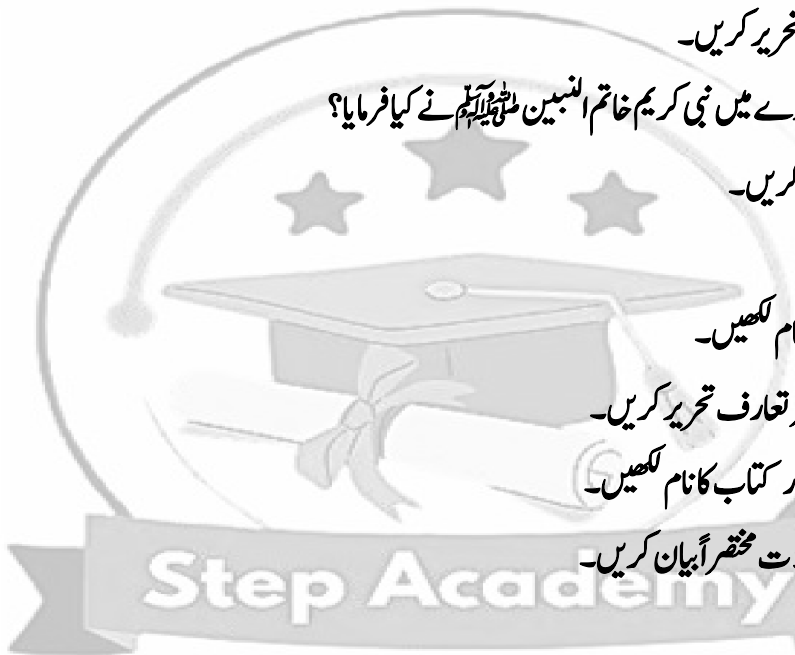 تحریر کریں۔
ے میں نبی کریم خاتم النبیین ﷺ نے کیا فرمایا؟
کریں۔
لکھیں۔
تعارف تحریر کریں۔
کتاب کا نام لکھیں۔
مختصراً بیان کریں۔
Step Academy